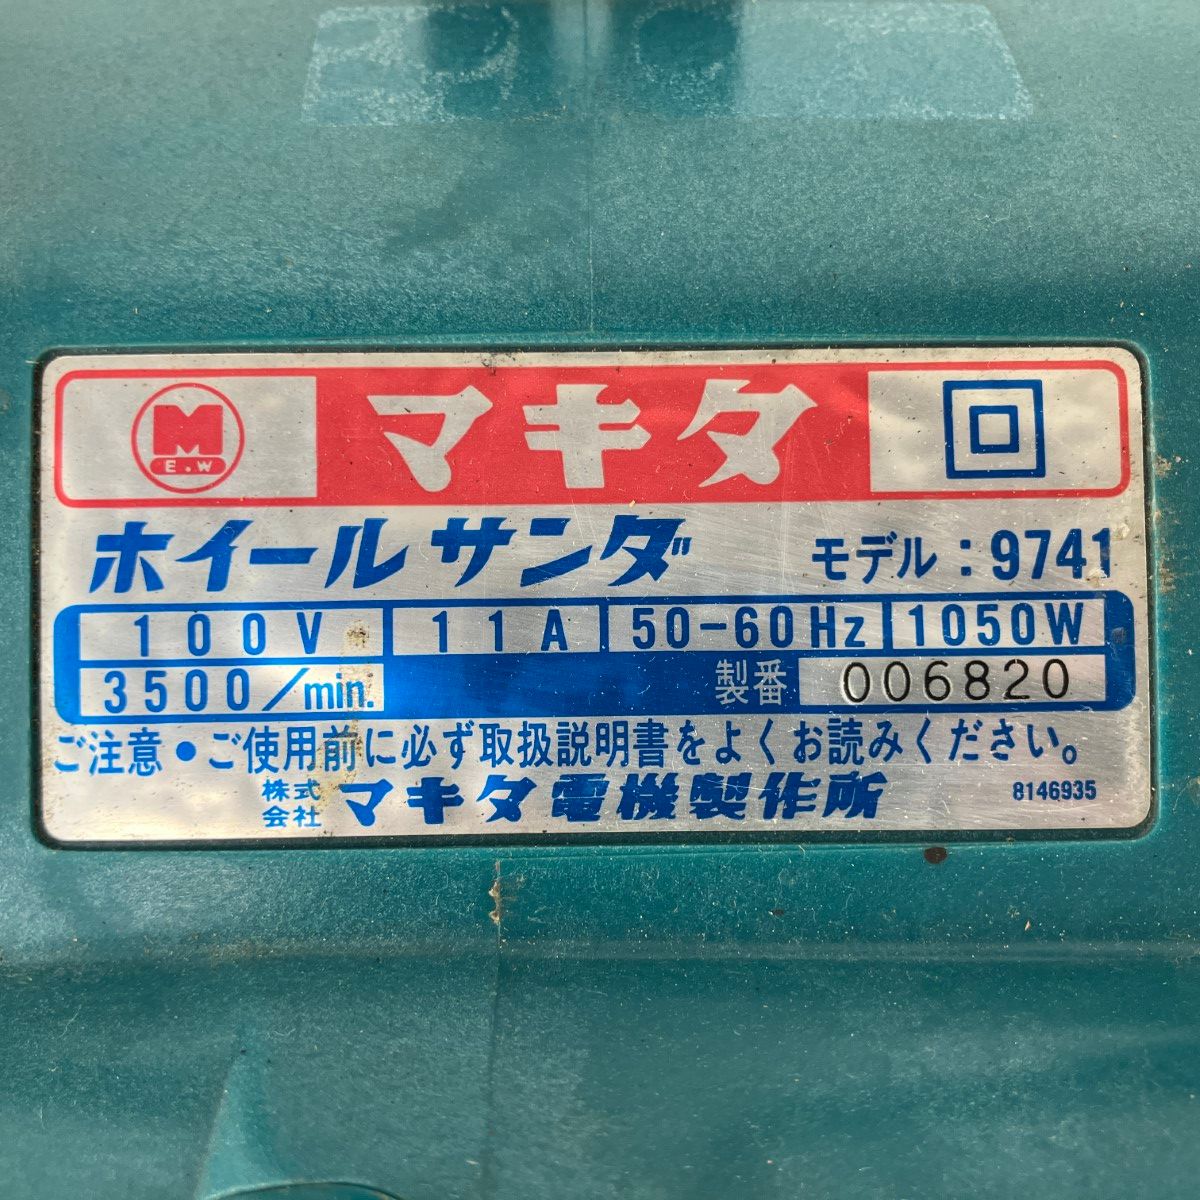 M
E.W
マキタ
ホイールサンダ モデル:9741
100V 11A 50-60Hz 1050W
3500/min. 製番 006820
ご注意・ご使用前に必ず取扱説明書をよくお読みください。
株式会社 マキタ電機製作所 8146935